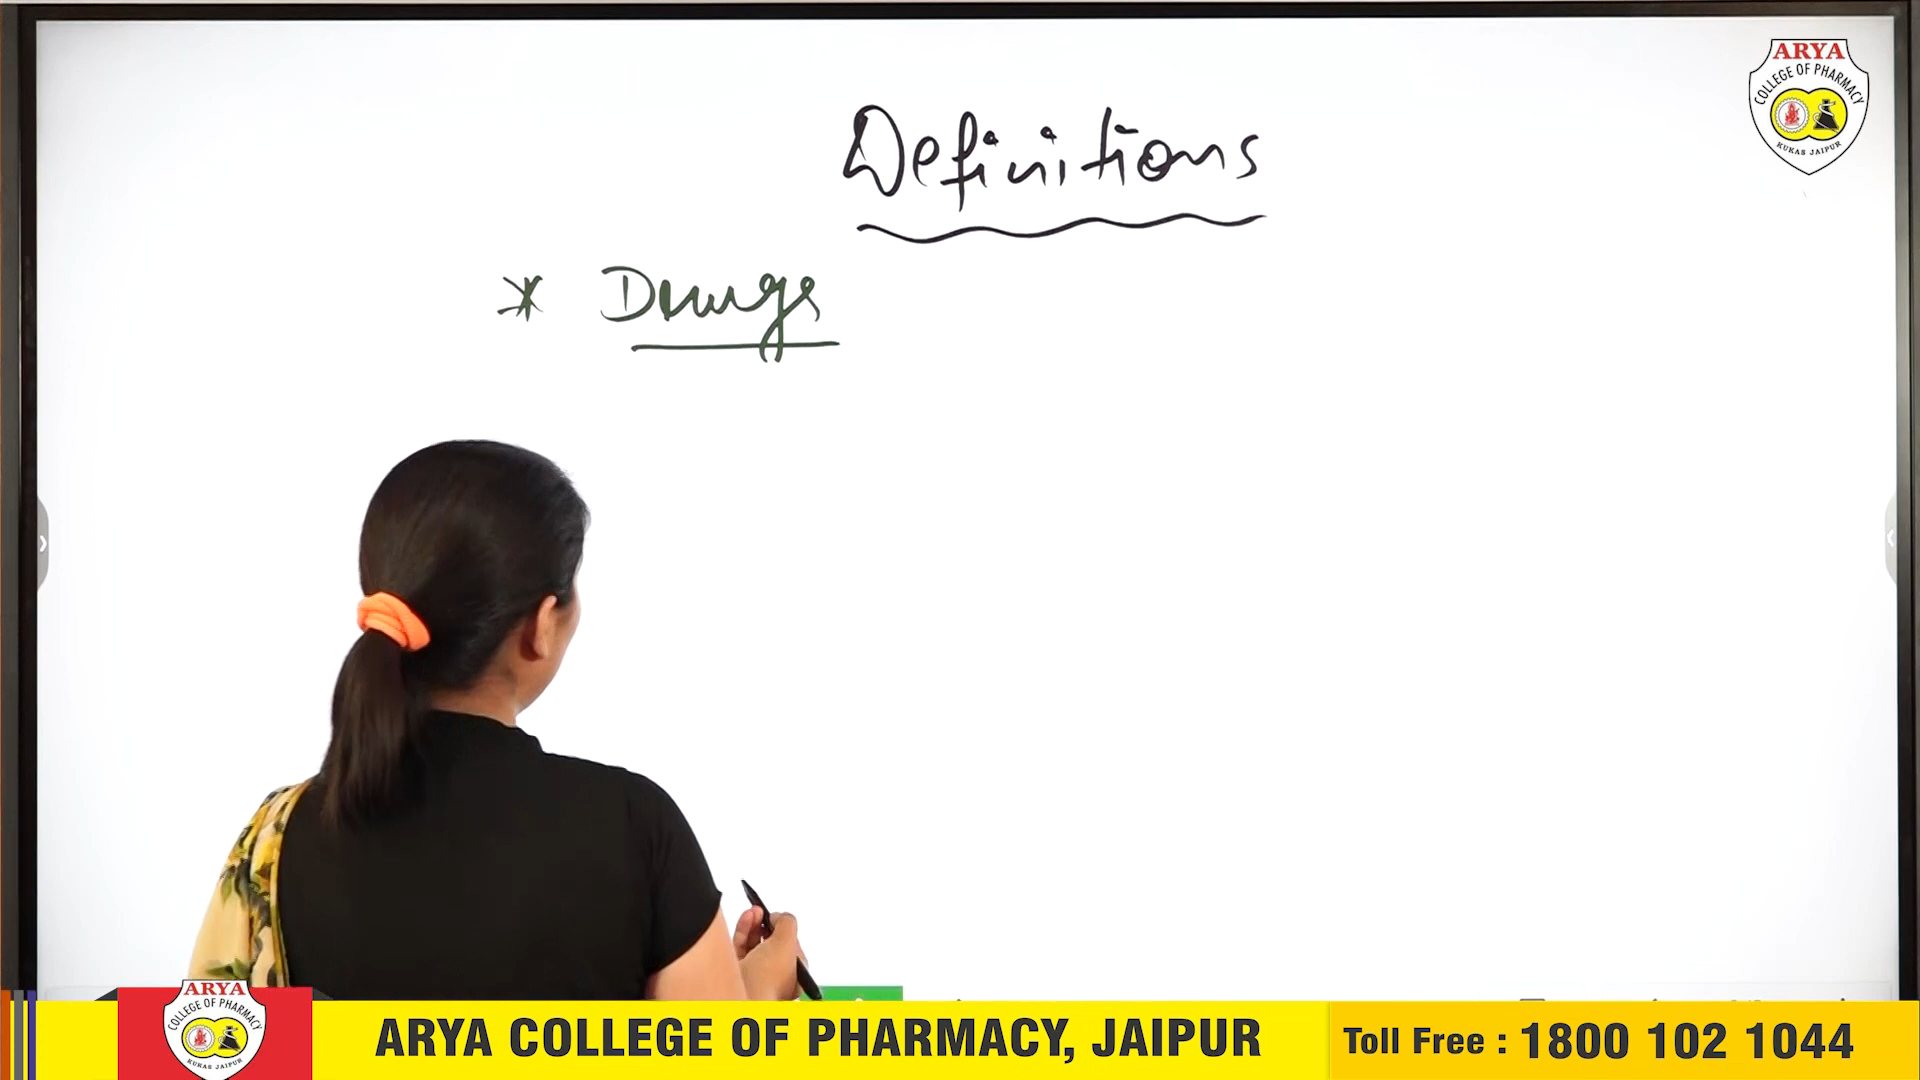 Definitions
* Drugs
ARYA
COLLEGE OF PHARMACY
KUKAS JAIPUR
ARYA
COLLEGE OF PHARMACY
KUKAS JAIPUR
ARYA COLLEGE OF PHARMACY, JAIPUR
Toll Free : 1800 102 1044